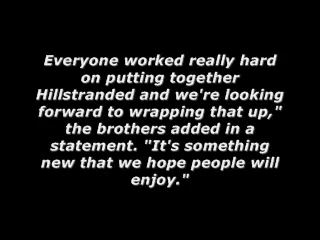 Everyone worked really hard
on putting together
Hillstranded and we're looking
forward to wrapping that up,"
the brothers added in a
statement. "It's something
new that we hope people will
enjoy."